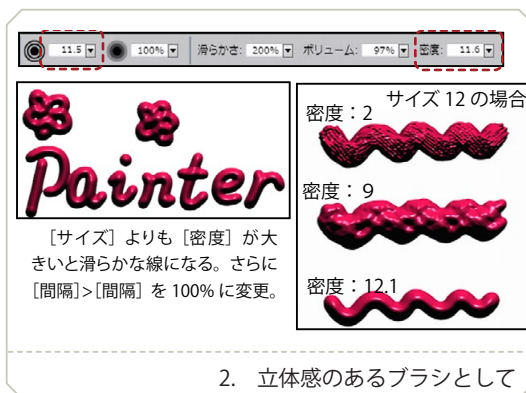 11.5 100% 滑らかさ: 200% ボリューム: 97% 密度: 11.6
Painter
サイズ 12 の場合
密度：2
密度：9
密度：12.1
［サイズ］よりも［密度］が大
きいと滑らかな線になる。さらに
［間隔］>［間隔］を 100% に変更。
2. 立体感のあるブラシとして